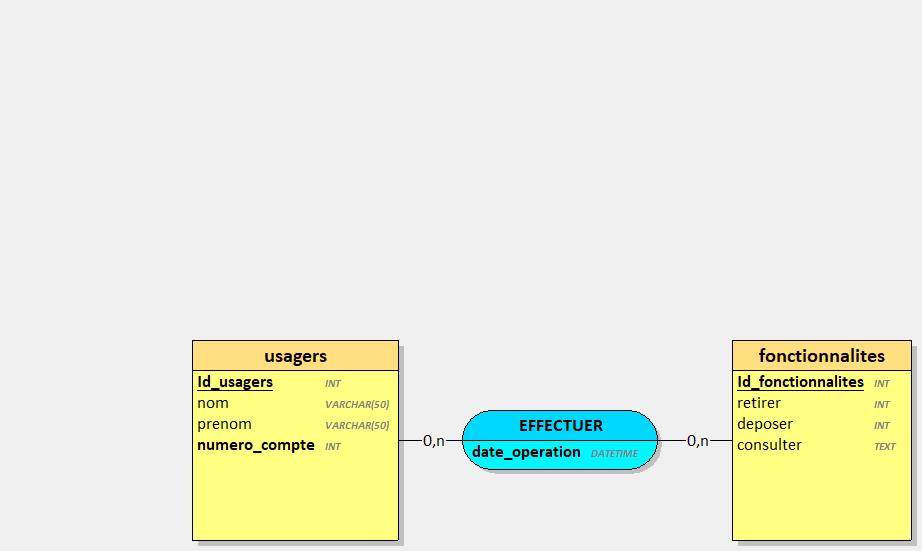 usagers
Id_usagers INT
nom VARCHAR(50)
prenom VARCHAR(50)
numero_compte INT
0,n
EFFECTUER
date_operation DATETIME
0,n
fonctionnalites
Id_fonctionnalites INT
retirer INT
deposer INT
consulter TEXT